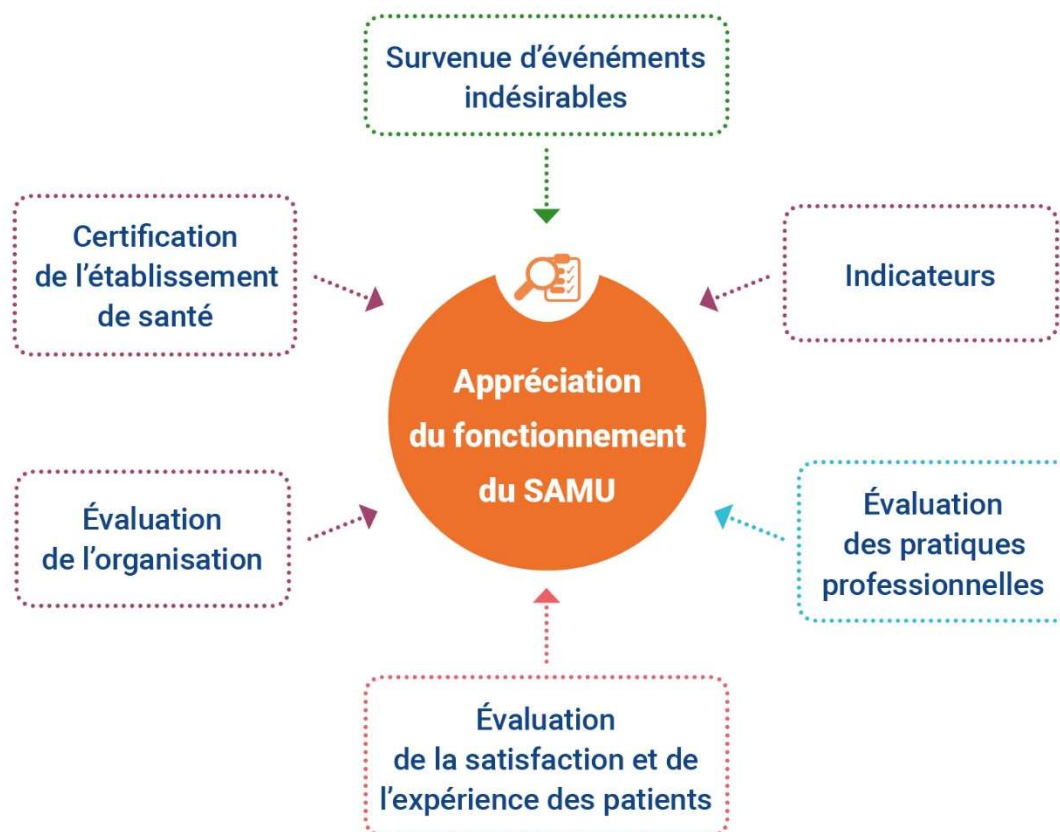 Survenue d'événéments
indésirables
Certification
de l'établissement
de santé
Indicateurs
Appréciation
du fonctionnement
du SAMU
Évaluation
de l'organisation
Évaluation
des pratiques
professionnelles
Évaluation
de la satisfaction et de
l'expérience des patients